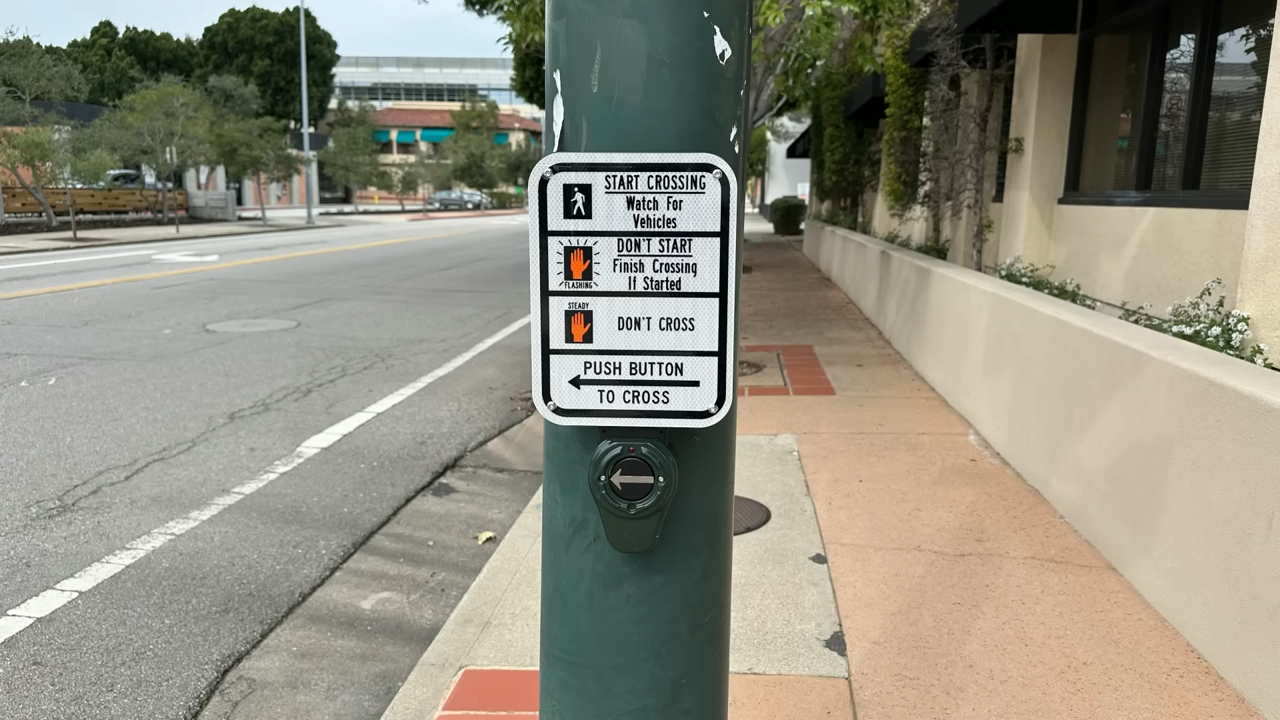 START CROSSING
Watch For
Vehicles
DON'T START
Finish Crossing
If Started
FLASHING
STEADY
DON'T CROSS
PUSH BUTTON
TO CROSS